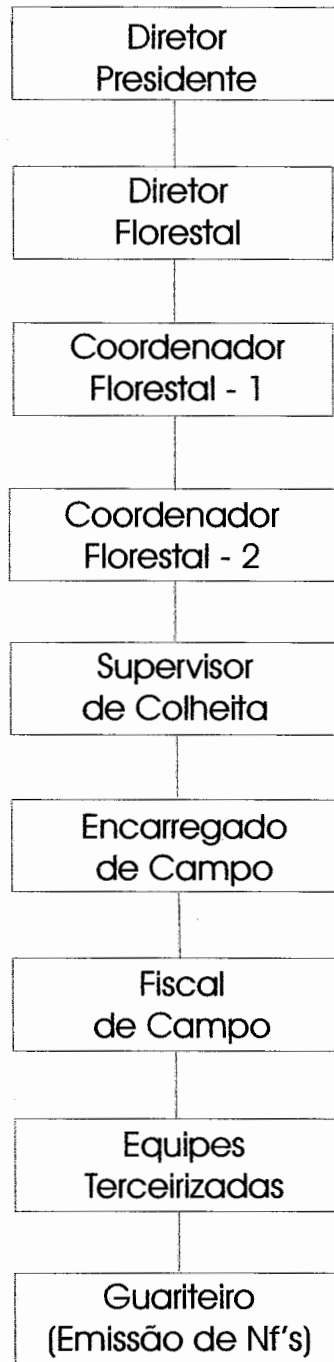 Diretor
Presidente
Diretor
Florestal
Coordenador
Florestal - 1
Coordenador
Florestal - 2
Supervisor
de Colheita
Encarregado
de Campo
Fiscal
de Campo
Equipes
Terceirizadas
Guariteiro
(Emissão de Nf's)